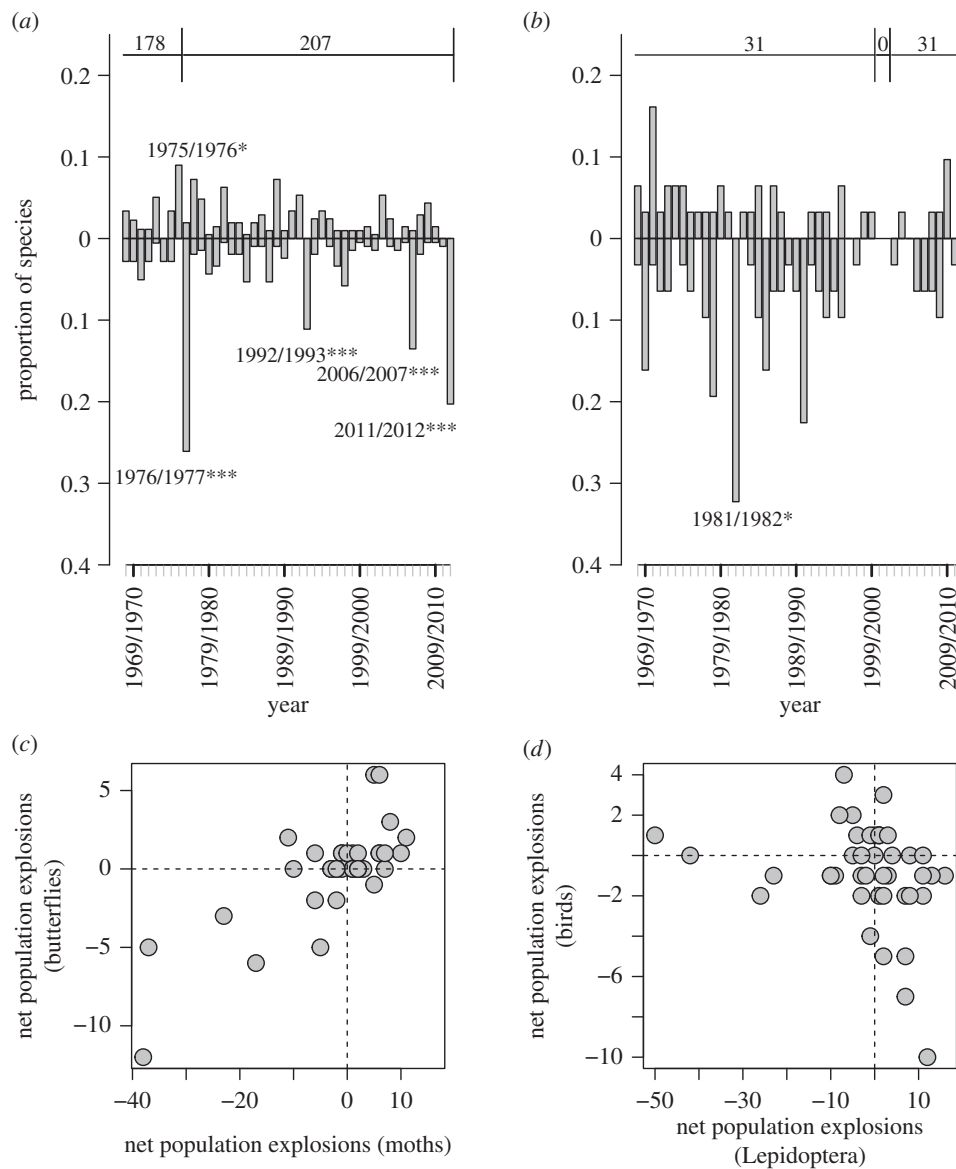 (a)
178 207
0.2
0.1
0
0.1
0.2
0.3
0.4
proportion of species
1975/1976*
1992/1993***
2006/2007***
2011/2012***
1976/1977***
1969/1970
1979/1980
1989/1990
1999/2000
2009/2010
year
(b)
31 0 31
0.2
0.1
0
0.1
0.2
0.3
0.4
1981/1982*
1969/1970
1979/1980
1989/1990
1999/2000
2009/2010
year
(c)
net population explosions
(butterflies)
5
0
−5
−10
−40 −20 0 10
net population explosions (moths)
(d)
net population explosions
(birds)
4
2
−2
−6
−10
−50 −30 −10 10
net population explosions
(Lepidoptera)